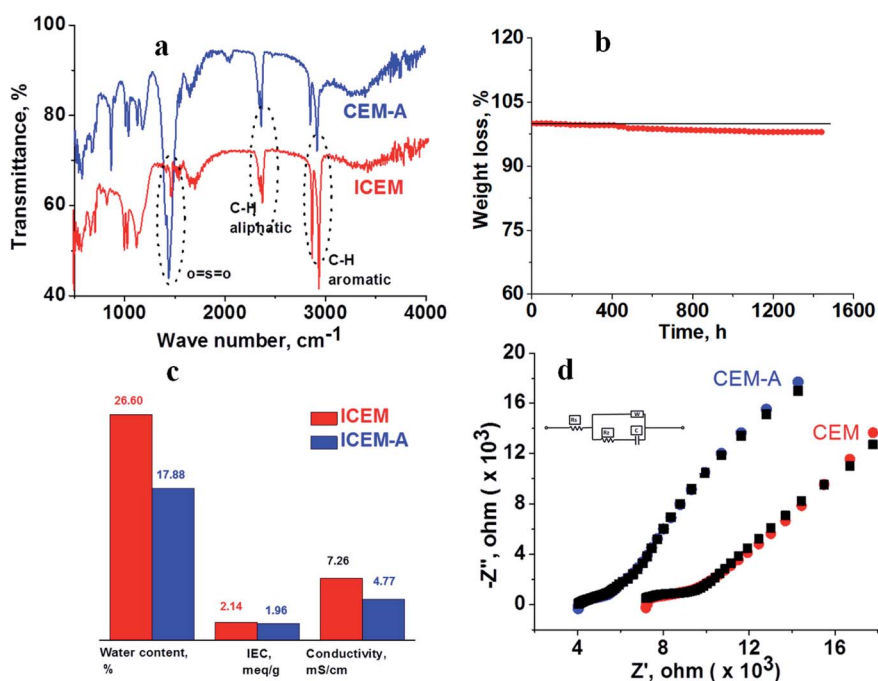 a
100
80
60
40
Transmittance, %
CEM-A
ICEM
C-H
aliphatic
o=s=o
C-H
aromatic
1000
2000
3000
4000
Wave number, cm⁻¹
b
120
105
90
75
60
Weight loss, %
0
400
800
1200
1600
Time, h
c
ICEM
ICEM-A
26.60
17.88
2.14
1.96
7.26
4.77
Water content,
%
IEC,
meq/g
Conductivity,
mS/cm
d
20
16
12
8
4
0
-Z'', ohm ( x 10³)
CEM-A
CEM
Rs
Rz
W
C
4
8
12
16
Z', ohm ( x 10³)